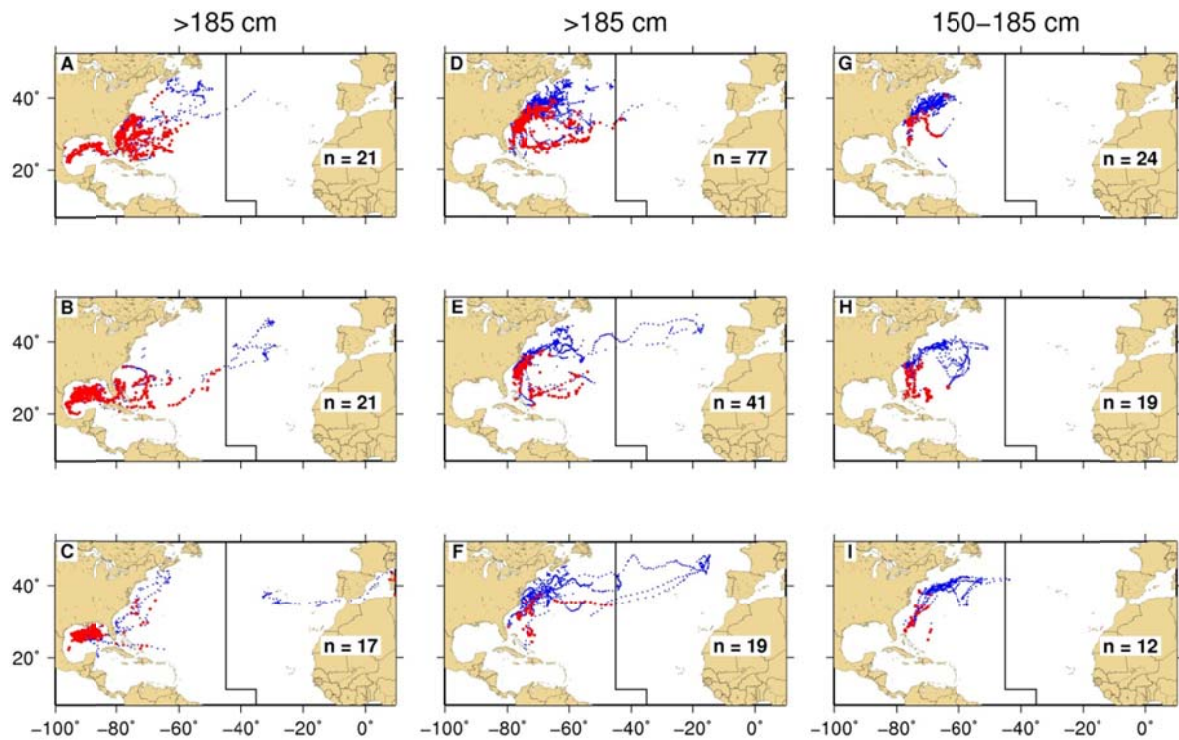 >185 cm >185 cm 150−185 cm
A D G
40˚
20˚
n = 21 n = 77 n = 24
B E H
40˚
20˚
n = 21 n = 41 n = 19
C F I
40˚
20˚
n = 17 n = 19 n = 12
−100˚ −80˚ −60˚ −40˚ −20˚ 0˚ −100˚ −80˚ −60˚ −40˚ −20˚ 0˚ −100˚ −80˚ −60˚ −40˚ −20˚ 0˚